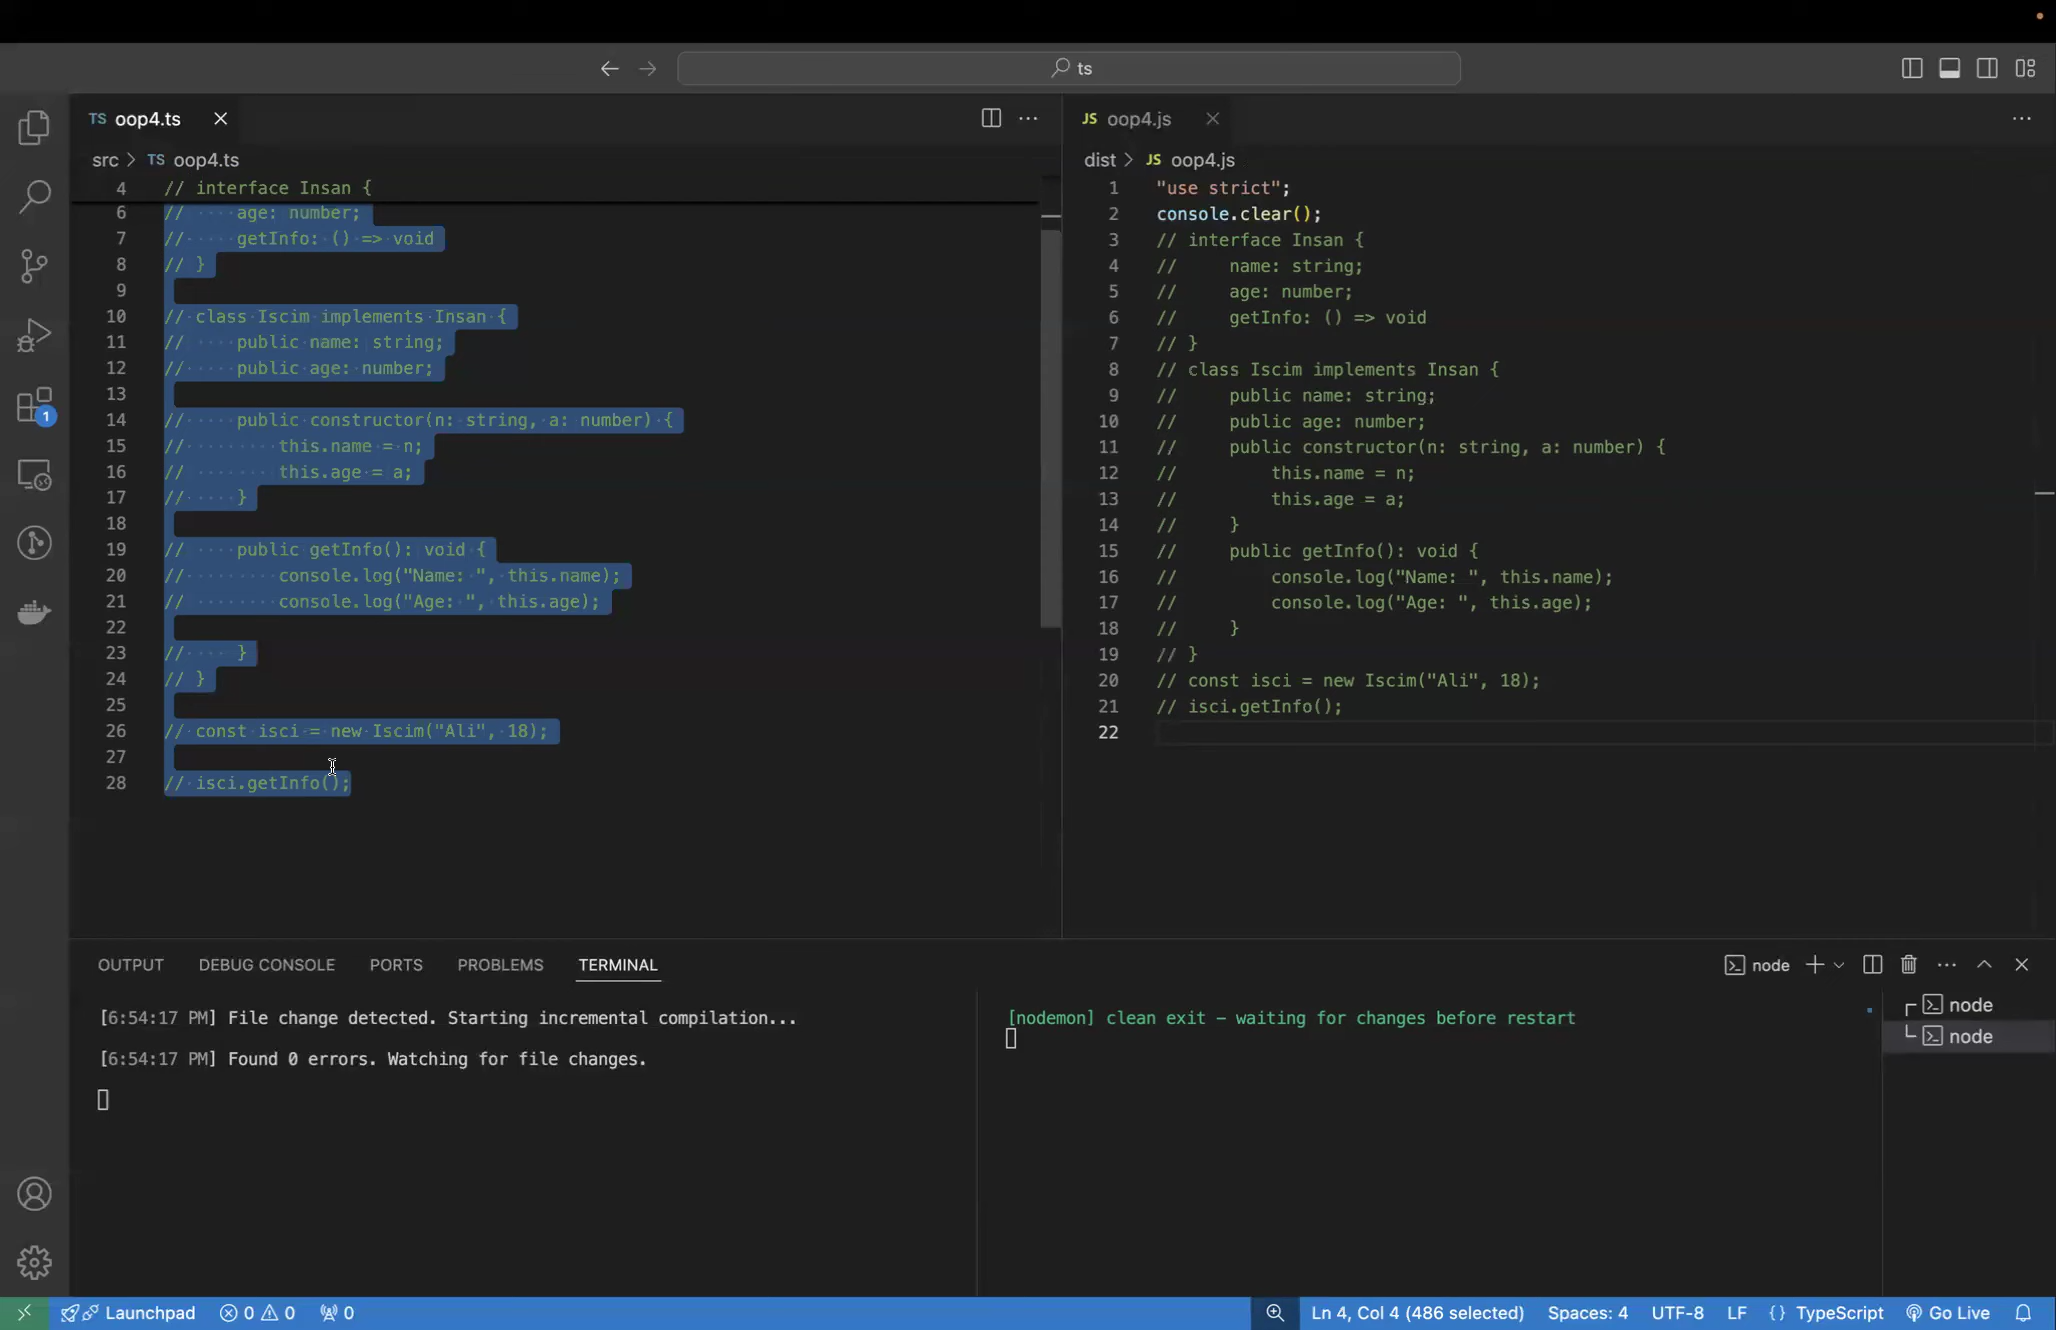 ts
TS oop4.ts
src > TS oop4.ts
4 // interface Insan {
6 //     age: number;
7 //     getInfo: () => void
8 // }
9
10 // class Iscim implements Insan {
11 //     public name: string;
12 //     public age: number;
13
14 //     public constructor(n: string, a: number) {
15 //         this.name = n;
16 //         this.age = a;
17 //     }
18
19 //     public getInfo(): void {
20 //         console.log("Name: ", this.name);
21 //         console.log("Age: ", this.age);
22
23 //     }
24 // }
25
26 // const isci = new Iscim("Ali", 18);
27
28 // isci.getInfo();
JS oop4.js
dist > JS oop4.js
1 "use strict";
2 console.clear();
3 // interface Insan {
4 //     name: string;
5 //     age: number;
6 //     getInfo: () => void
7 // }
8 // class Iscim implements Insan {
9 //     public name: string;
10 //     public age: number;
11 //     public constructor(n: string, a: number) {
12 //         this.name = n;
13 //         this.age = a;
14 //     }
15 //     public getInfo(): void {
16 //         console.log("Name: ", this.name);
17 //         console.log("Age: ", this.age);
18 //     }
19 // }
20 // const isci = new Iscim("Ali", 18);
21 // isci.getInfo();
22
1
OUTPUT DEBUG CONSOLE PORTS PROBLEMS TERMINAL
node
[6:54:17 PM] File change detected. Starting incremental compilation...
[6:54:17 PM] Found 0 errors. Watching for file changes.
[nodemon] clean exit - waiting for changes before restart
node
node
Launchpad 0 0 0 Ln 4, Col 4 (486 selected) Spaces: 4 UTF-8 LF {} TypeScript Go Live